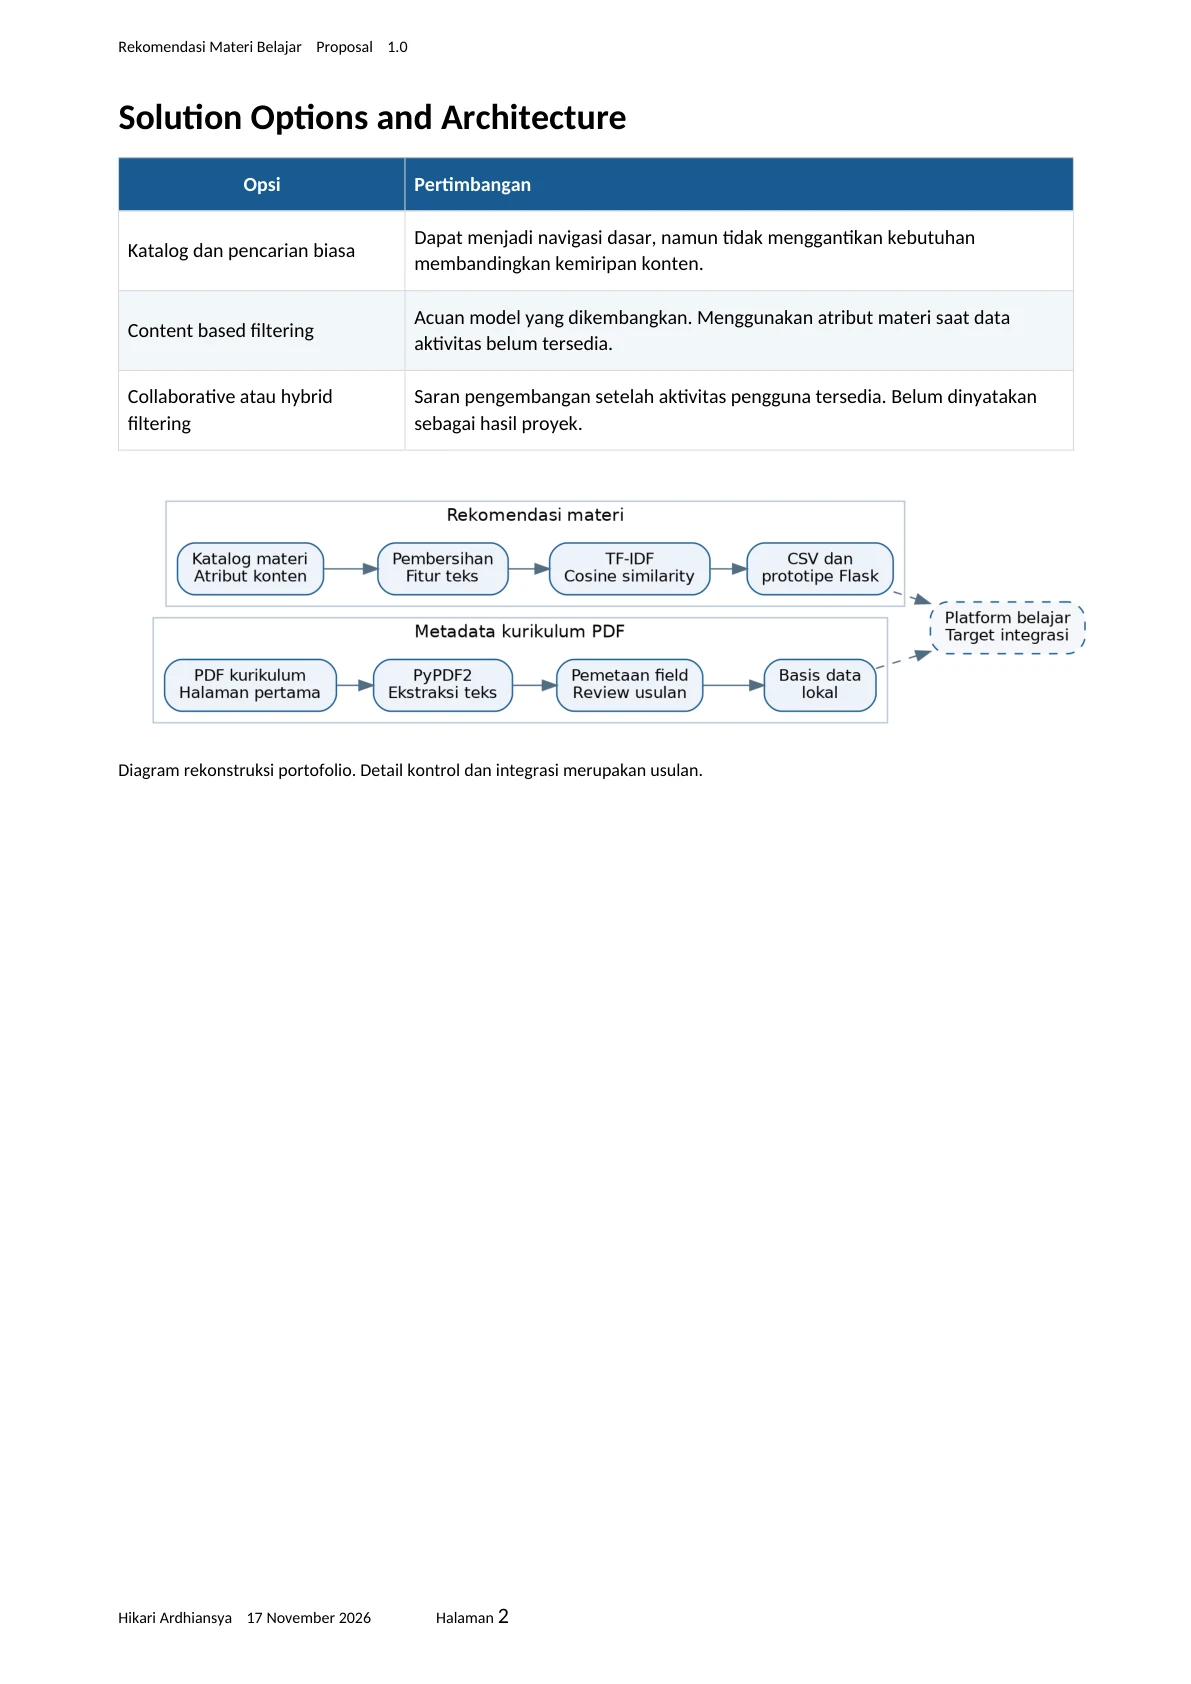 Rekomendasi Materi Belajar Proposal 1.0
Solution Options and Architecture
Opsi
Pertimbangan
Katalog dan pencarian biasa
Dapat menjadi navigasi dasar, namun tidak menggantikan kebutuhan
membandingkan kemiripan konten.
Content based filtering
Acuan model yang dikembangkan. Menggunakan atribut materi saat data
aktivitas belum tersedia.
Collaborative atau hybrid
filtering
Saran pengembangan setelah aktivitas pengguna tersedia. Belum dinyatakan
sebagai hasil proyek.
Rekomendasi materi
Katalog materi
Atribut konten
Pembersihan
Fitur teks
TF-IDF
Cosine similarity
CSV dan
prototipe Flask
Platform belajar
Target integrasi
Metadata kurikulum PDF
PDF kurikulum
Halaman pertama
PyPDF2
Ekstraksi teks
Pemetaan field
Review usulan
Basis data
lokal
Diagram rekonstruksi portofolio. Detail kontrol dan integrasi merupakan usulan.
Hikari Ardhiansya 17 November 2026 Halaman 2